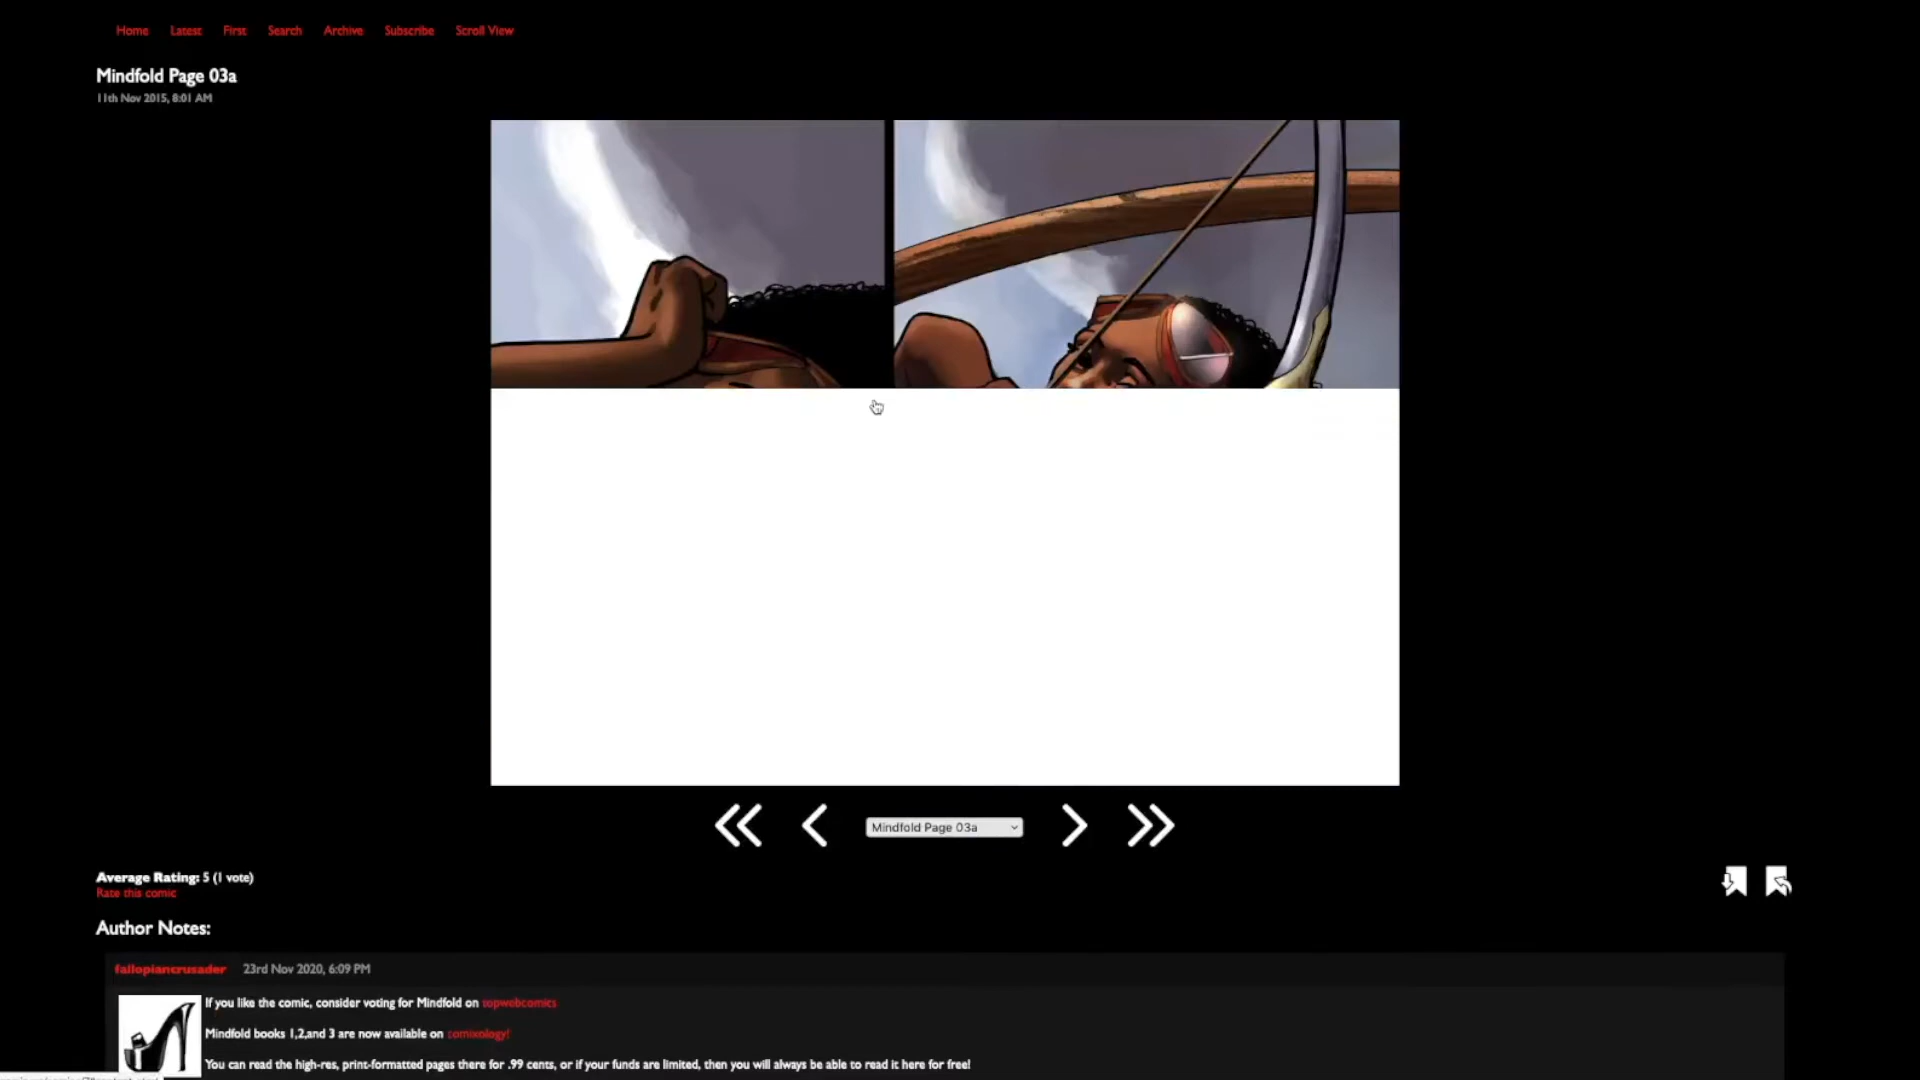 Home Latest First Search Archive Subscribe Scroll View
Mindfold Page 03a
11th Nov 2015, 8:01 AM
Mindfold Page 03a
Average Rating: 5 (1 vote)
Rate this comic
Author Notes:
fallopiancrusader 23rd Nov 2020, 6:09 PM
If you like the comic, consider voting for Mindfold on topwebcomics
Mindfold books 1,2,and 3 are now available on comixology!
You can read the high-res, print-formatted pages there for .99 cents, or if your funds are limited, then you will always be able to read it here for free!